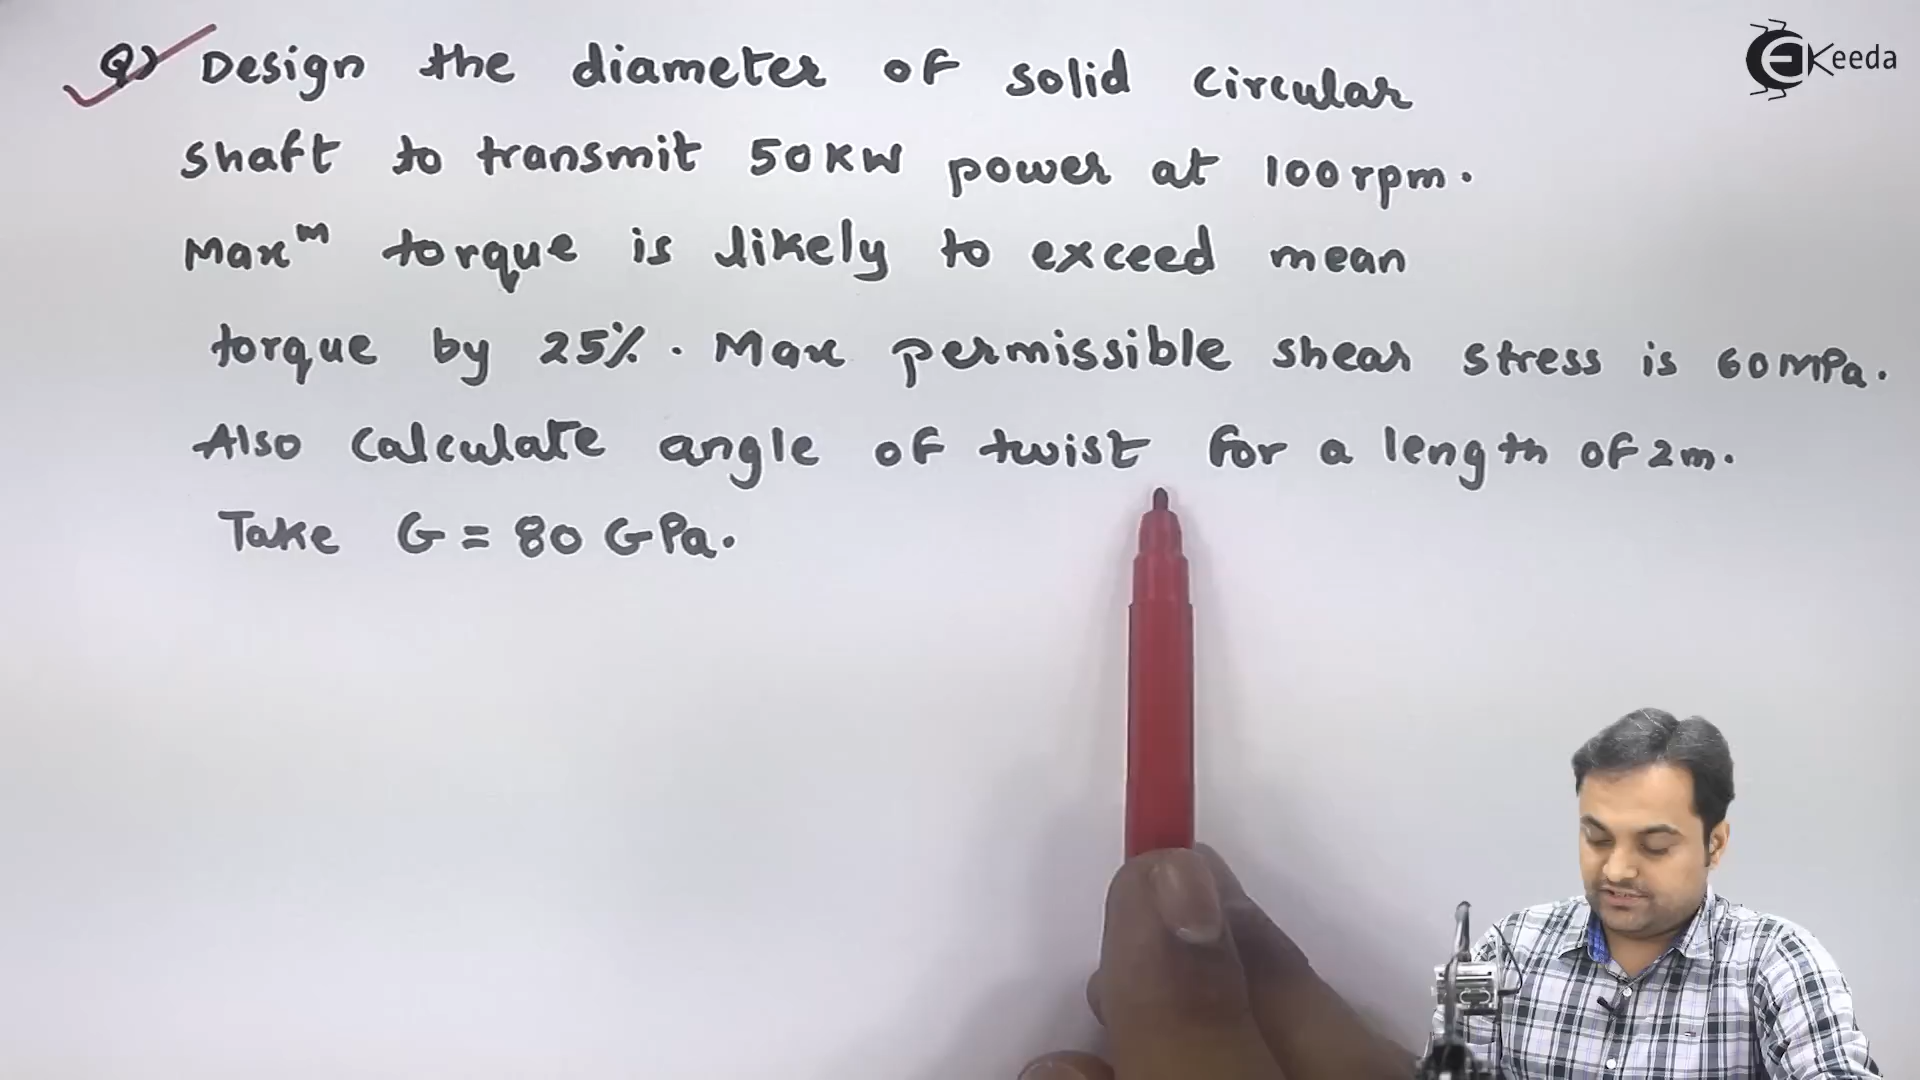 Q) Design the diameter of solid circular
shaft to transmit 50KW power at 100rpm.
Maxᵐ torque is likely to exceed mean
torque by 25%. Max permissible shear stress is 60MPa.
Also calculate angle of twist for a length of 2m.
Take G = 80 GPa.
EKeeda